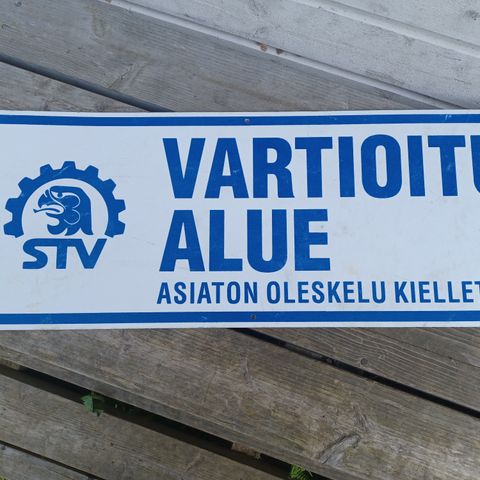 STV
VARTIOITU
ALUE
ASIATON OLESKELU KIELLET